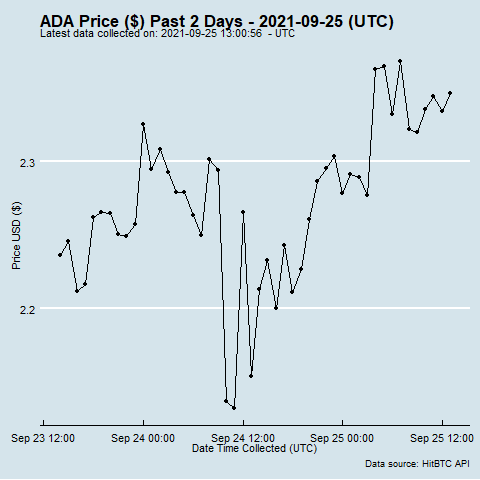 ADA Price ($) Past 2 Days - 2021-09-25 (UTC)
Latest data collected on: 2021-09-25 13:00:56 - UTC
2.3
2.2
Price USD ($)
Sep 23 12:00 Sep 24 00:00 Sep 24 12:00 Sep 25 00:00 Sep 25 12:00
Date Time Collected (UTC)
Data source: HitBTC API